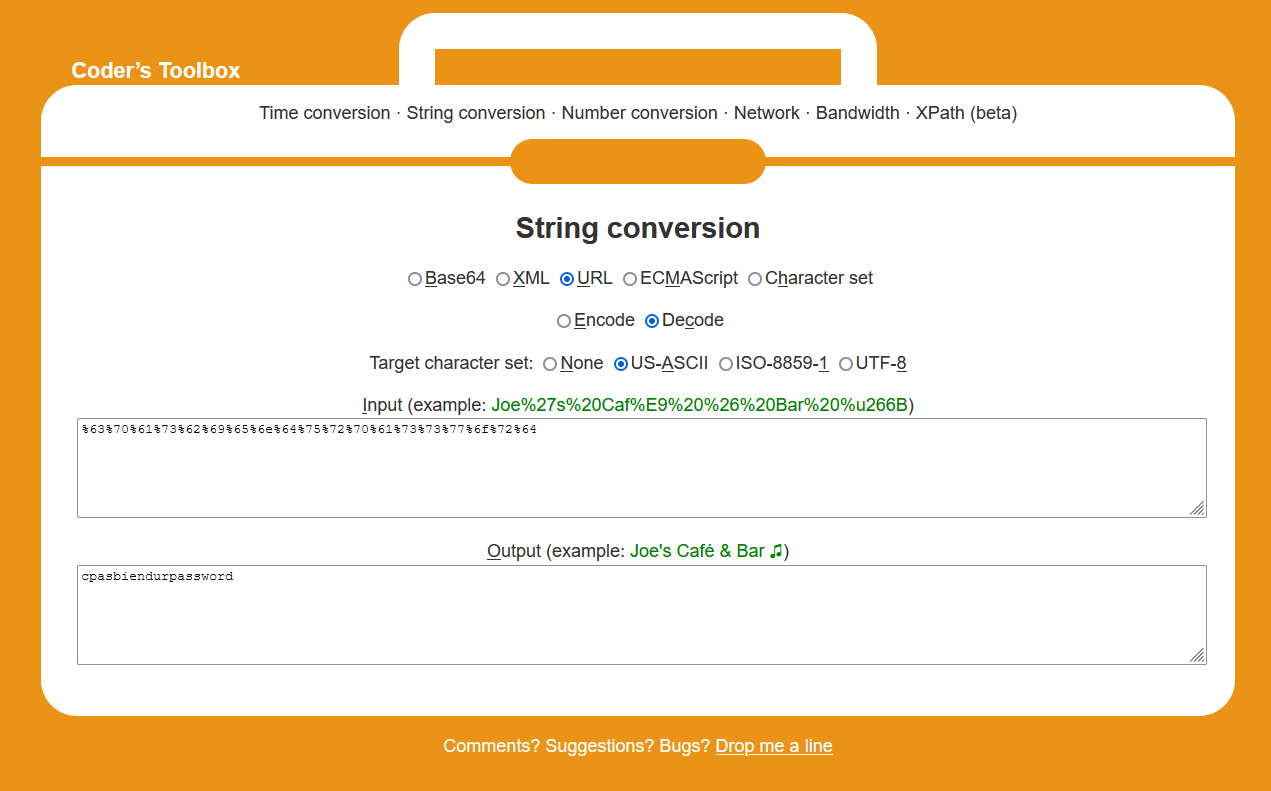 Coder’s Toolbox
Time conversion · String conversion · Number conversion · Network · Bandwidth · XPath (beta)
String conversion
Base64 XML URL ECMAScript Character set
Encode Decode
Target character set: None US-ASCII ISO-8859-1 UTF-8
Input (example: Joe%27s%20Caf%E9%20%26%20Bar%20%u266B)
%63%70%61%73%62%69%65%6e%64%75%72%70%61%73%73%77%6f%72%64
Output (example: Joe's Café & Bar ♫)
cpasbiendurpassword
Comments? Suggestions? Bugs? Drop me a line